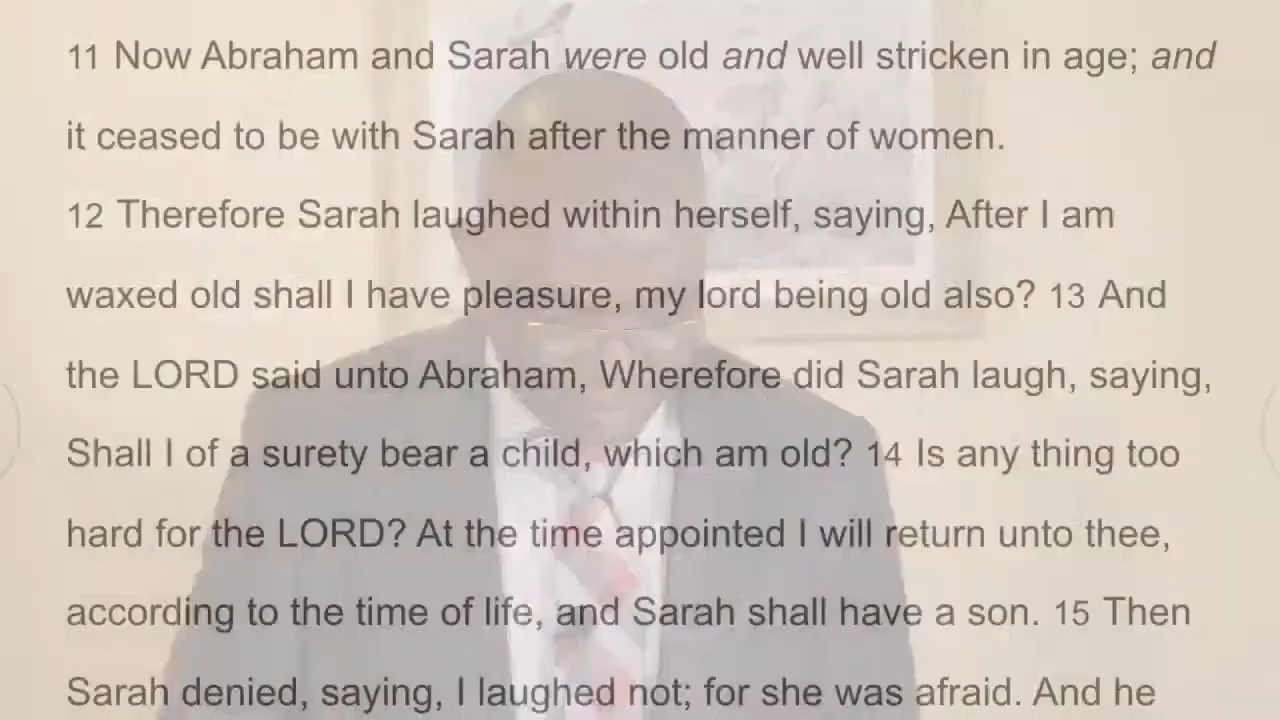 11 Now Abraham and Sarah were old and well stricken in age; and
it ceased to be with Sarah after the manner of women.
12 Therefore Sarah laughed within herself, saying, After I am
waxed old shall I have pleasure, my lord being old also? 13 And
the LORD said unto Abraham, Wherefore did Sarah laugh, saying,
Shall I of a surety bear a child, which am old? 14 Is any thing too
hard for the LORD? At the time appointed I will return unto thee,
according to the time of life, and Sarah shall have a son. 15 Then
Sarah denied, saying, I laughed not; for she was afraid. And he